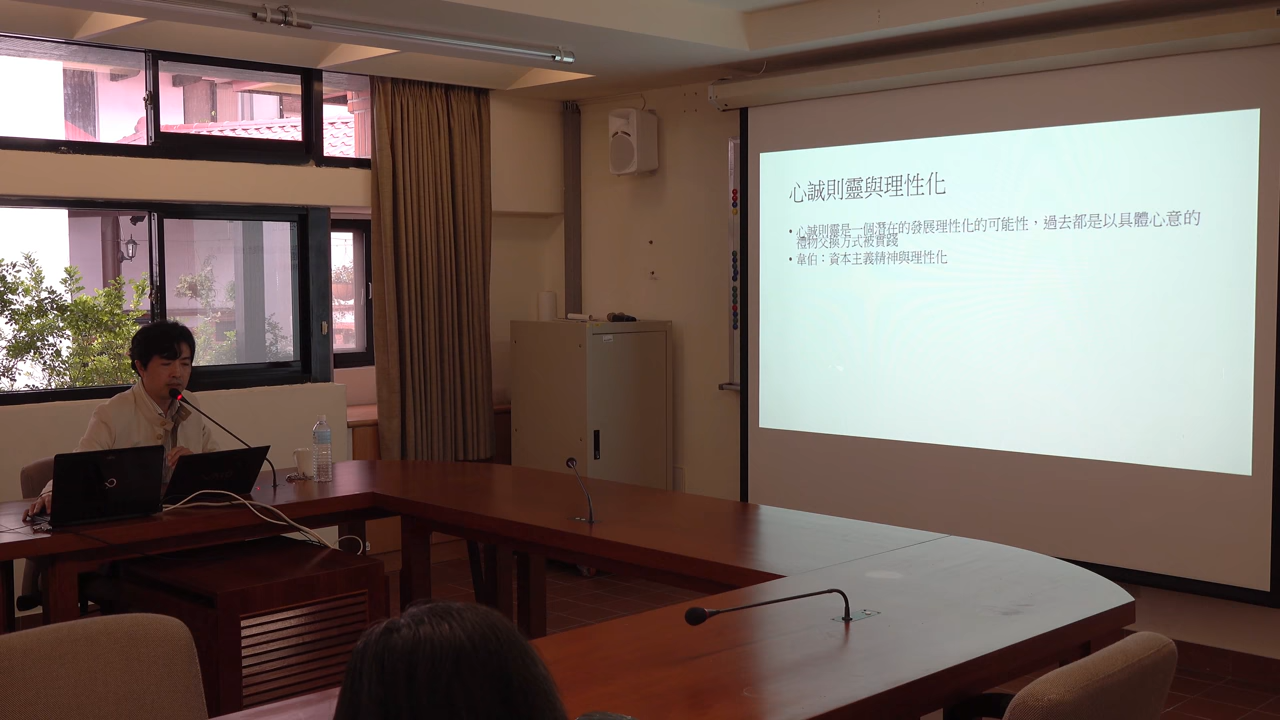 心誠則靈與理性化
• 心誠則靈是一個潛在的發展理性化的可能性，過去都是以具體心意的
禮物交換方式被實踐
• 韋伯：資本主義精神與理性化